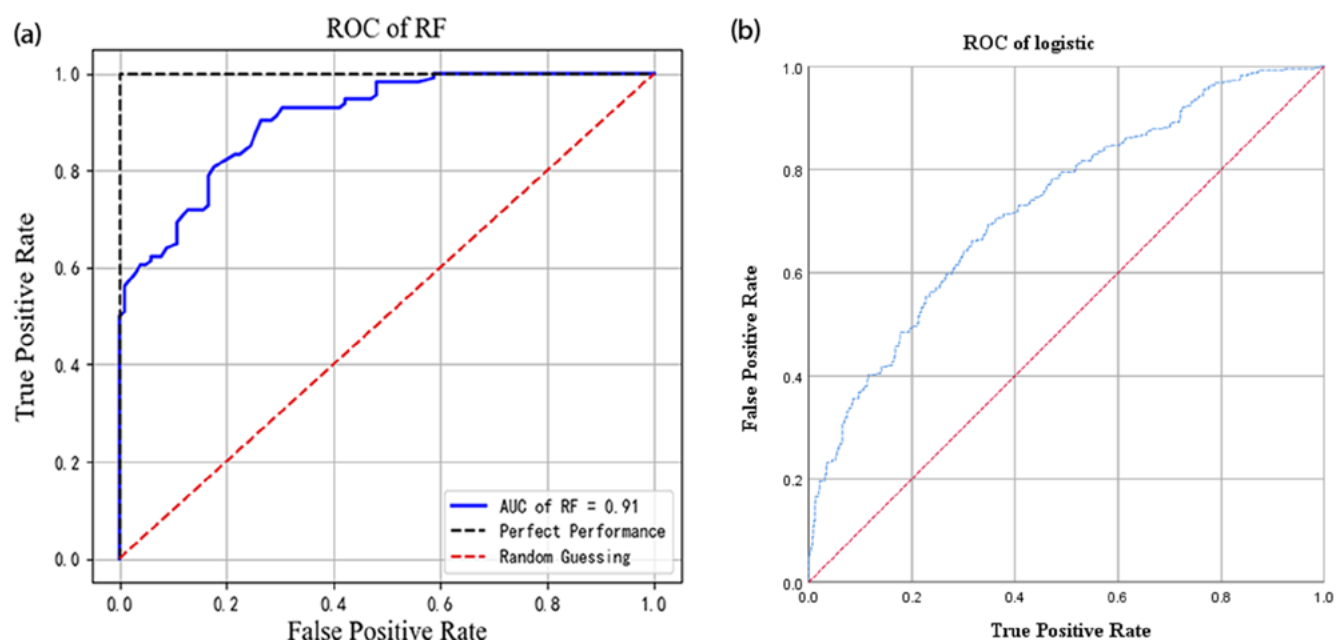 (a)
ROC of RF
True Positive Rate
1.0
0.8
0.6
0.4
0.2
0.0
AUC of RF = 0.91
Perfect Performance
Random Guessing
0.0 0.2 0.4 0.6 0.8 1.0
False Positive Rate
(b)
ROC of logistic
False Positive Rate
1.0
0.8
0.6
0.4
0.2
0.0
0.0 0.2 0.4 0.6 0.8 1.0
True Positive Rate